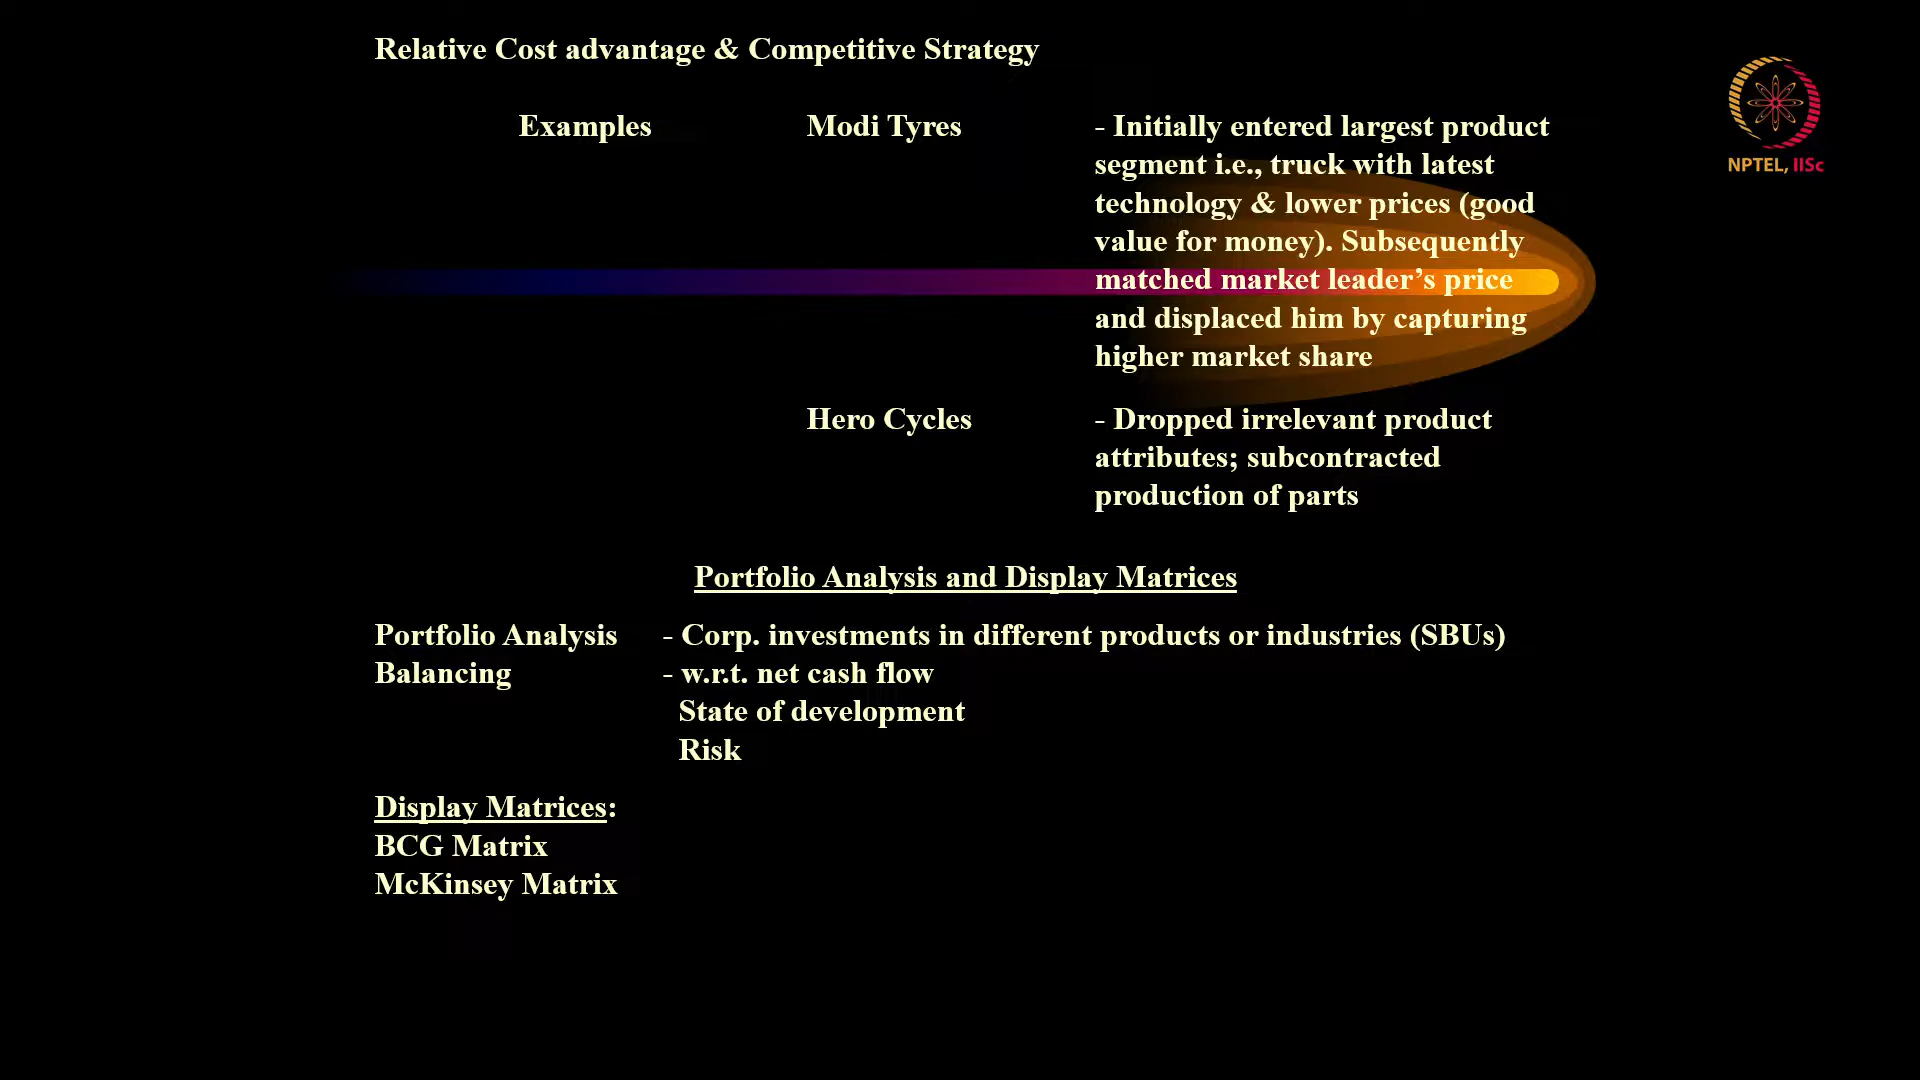 Relative Cost advantage & Competitive Strategy
Examples Modi Tyres - Initially entered largest product
segment i.e., truck with latest
technology & lower prices (good
value for money). Subsequently
matched market leader’s price
and displaced him by capturing
higher market share
Hero Cycles - Dropped irrelevant product
attributes; subcontracted
production of parts
Portfolio Analysis and Display Matrices
Portfolio Analysis - Corp. investments in different products or industries (SBUs)
Balancing - w.r.t. net cash flow
State of development
Risk
Display Matrices:
BCG Matrix
McKinsey Matrix
NPTEL, IISc